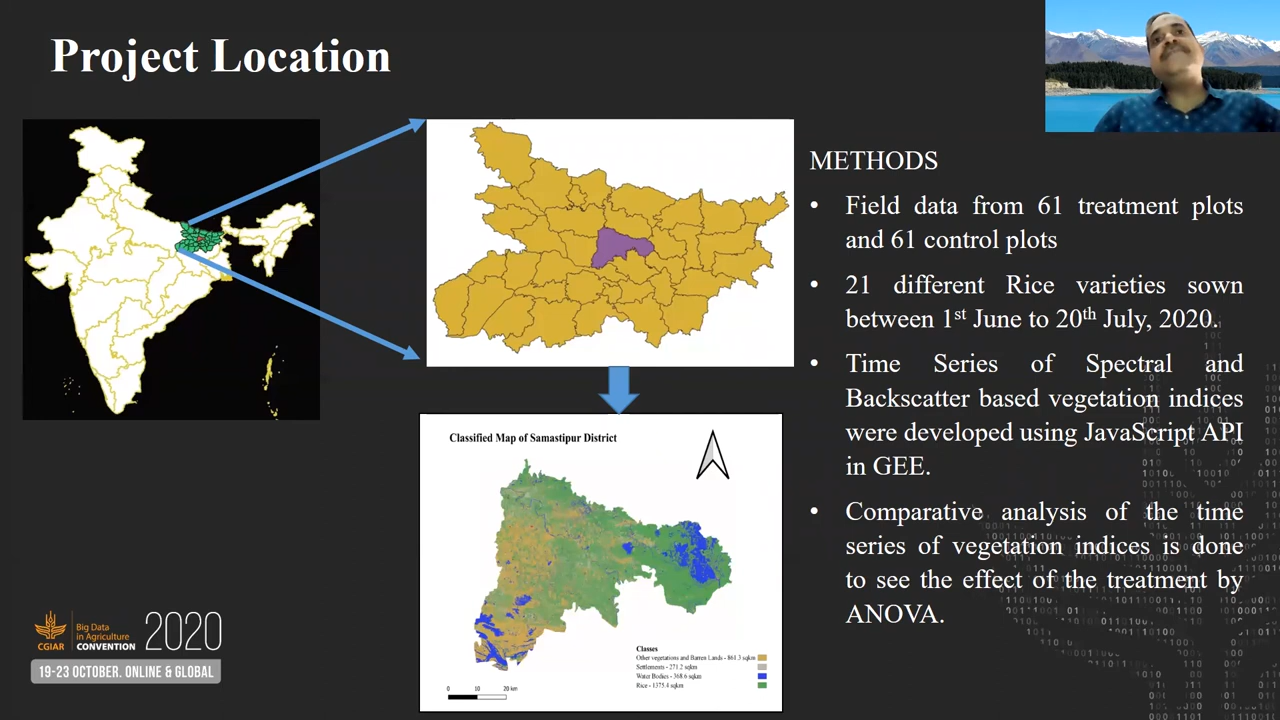 Project Location
METHODS
• Field data from 61 treatment plots
and 61 control plots
• 21 different Rice varieties sown
between 1st June to 20th July, 2020.
• Time Series of Spectral and
Backscatter based vegetation indices
were developed using JavaScript API
in GEE.
• Comparative analysis of the time
series of vegetation indices is done
to see the effect of the treatment by
ANOVA.
Classified Map of Samastipur District
Classes
Other vegetations and Barren Lands - 861.3 sqkm
Settlements - 271.2 sqkm
Water Bodies - 368.6 sqkm
Rice - 1375.4 sqkm
0 10 20 km
CGIAR
Big Data
in Agriculture
CONVENTION
2020
19-23 OCTOBER. ONLINE & GLOBAL